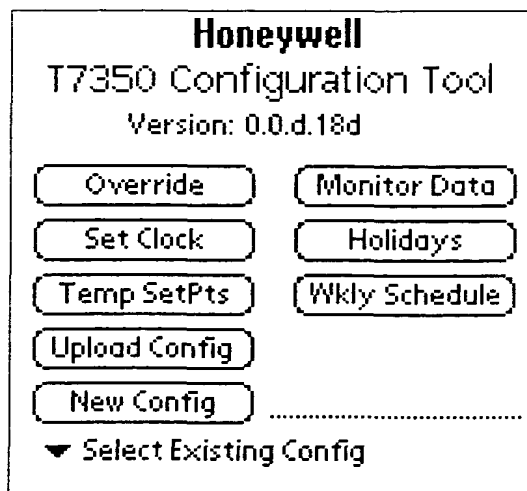 Honeywell
T7350 Configuration Tool
Version: 0.0.d.18d
Override Monitor Data
Set Clock Holidays
Temp SetPts Wkly Schedule
Upload Config
New Config
Select Existing Config